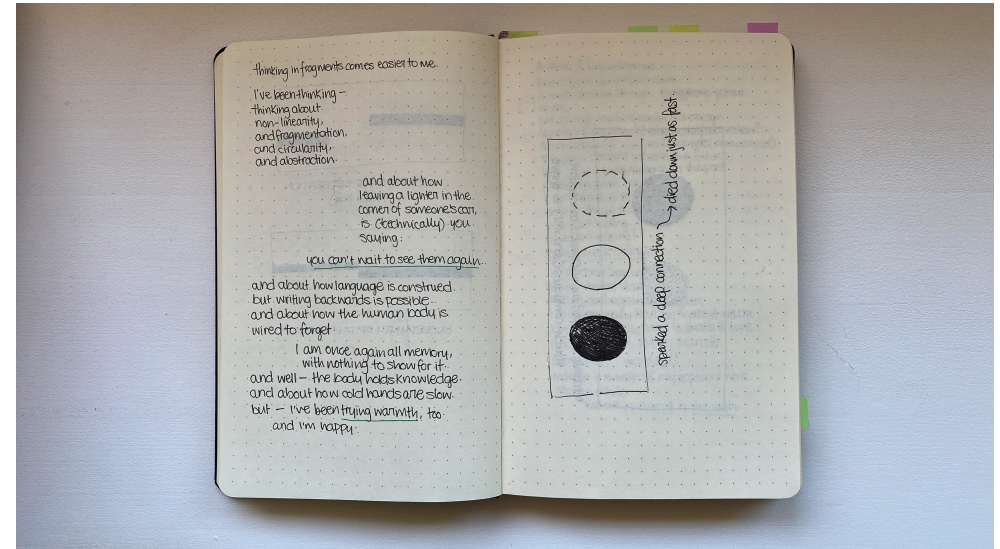 thinking in fragments comes easier to me.
I've been thinking –
thinking about
non-linearity,
and fragmentation,
and circularity,
and abstraction.
and about how
leaving a lighter in the
corner of someone's car,
is (technically) you
saying:
you can't wait to see them again.
and about how language is construed.
but writing backwards is possible.
and about how the human body is
wired to forget.
I am once again all memory,
with nothing to show for it.
and well – the body holds knowledge.
and about how cold hands are slow.
but – I've been trying warmth, too.
and I'm happy.
sparked a deep connection → died down just as fast.